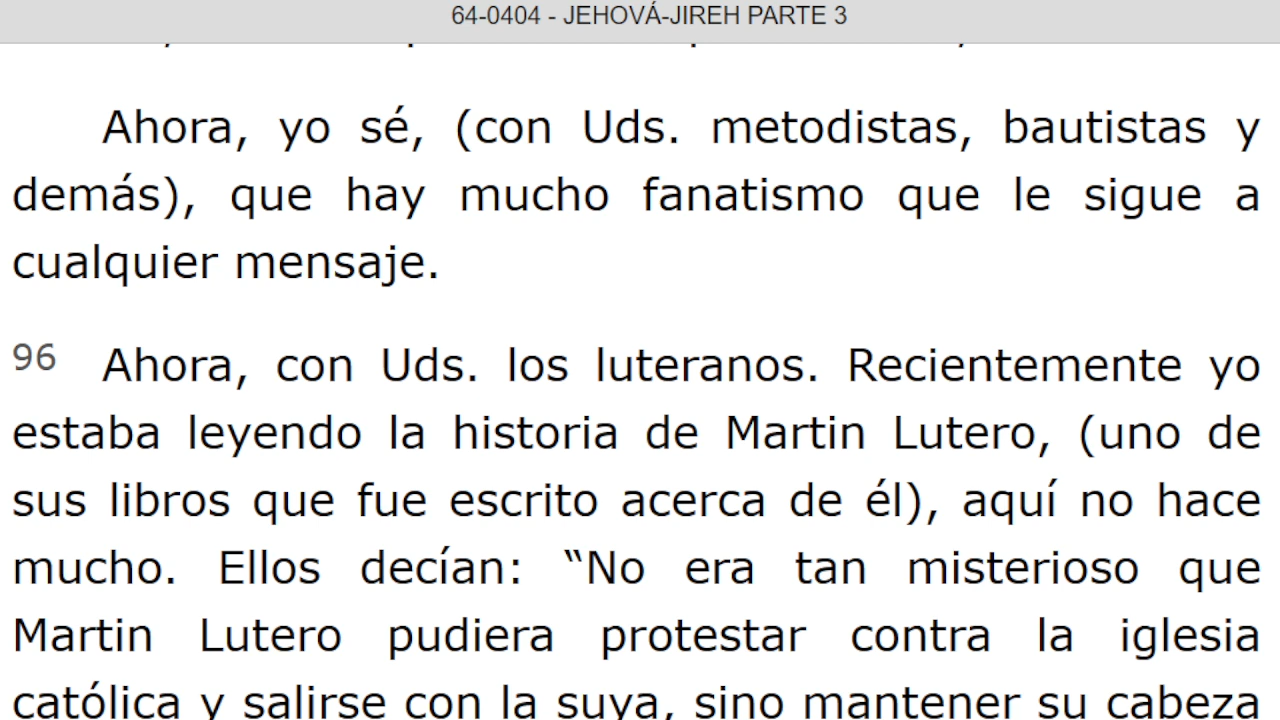 64-0404 - JEHOVÁ-JIREH PARTE 3
Ahora, yo sé, (con Uds. metodistas, bautistas y
demás), que hay mucho fanatismo que le sigue a
cualquier mensaje.
96 Ahora, con Uds. los luteranos. Recientemente yo
estaba leyendo la historia de Martin Lutero, (uno de
sus libros que fue escrito acerca de él), aquí no hace
mucho. Ellos decían: “No era tan misterioso que
Martin Lutero pudiera protestar contra la iglesia
católica y salirse con la suya, sino mantener su cabeza